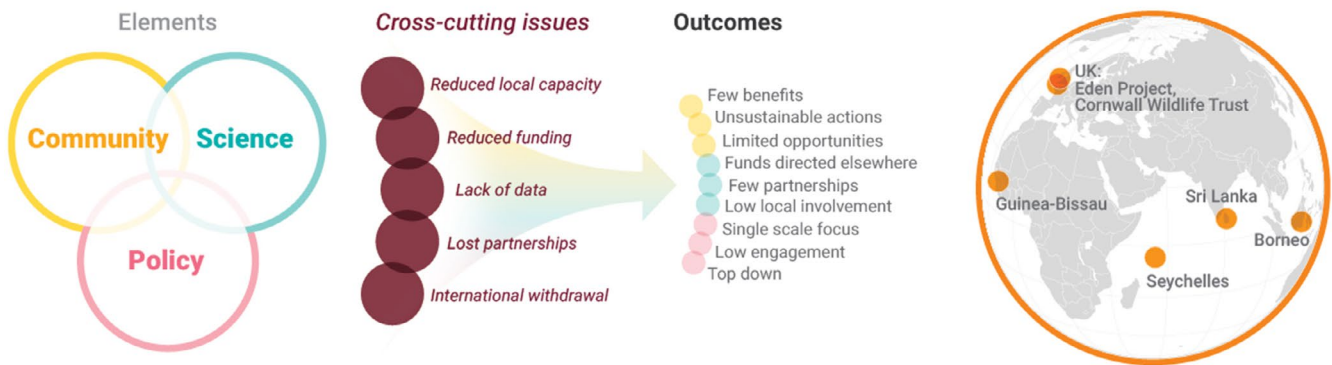 Elements
Community
Science
Policy
Cross-cutting issues
Reduced local capacity
Reduced funding
Lack of data
Lost partnerships
International withdrawal
Outcomes
Few benefits
Unsustainable actions
Limited opportunities
Funds directed elsewhere
Few partnerships
Low local involvement
Single scale focus
Low engagement
Top down
UK:
Eden Project,
Cornwall Wildlife Trust
Guinea-Bissau
Sri Lanka
Borneo
Seychelles